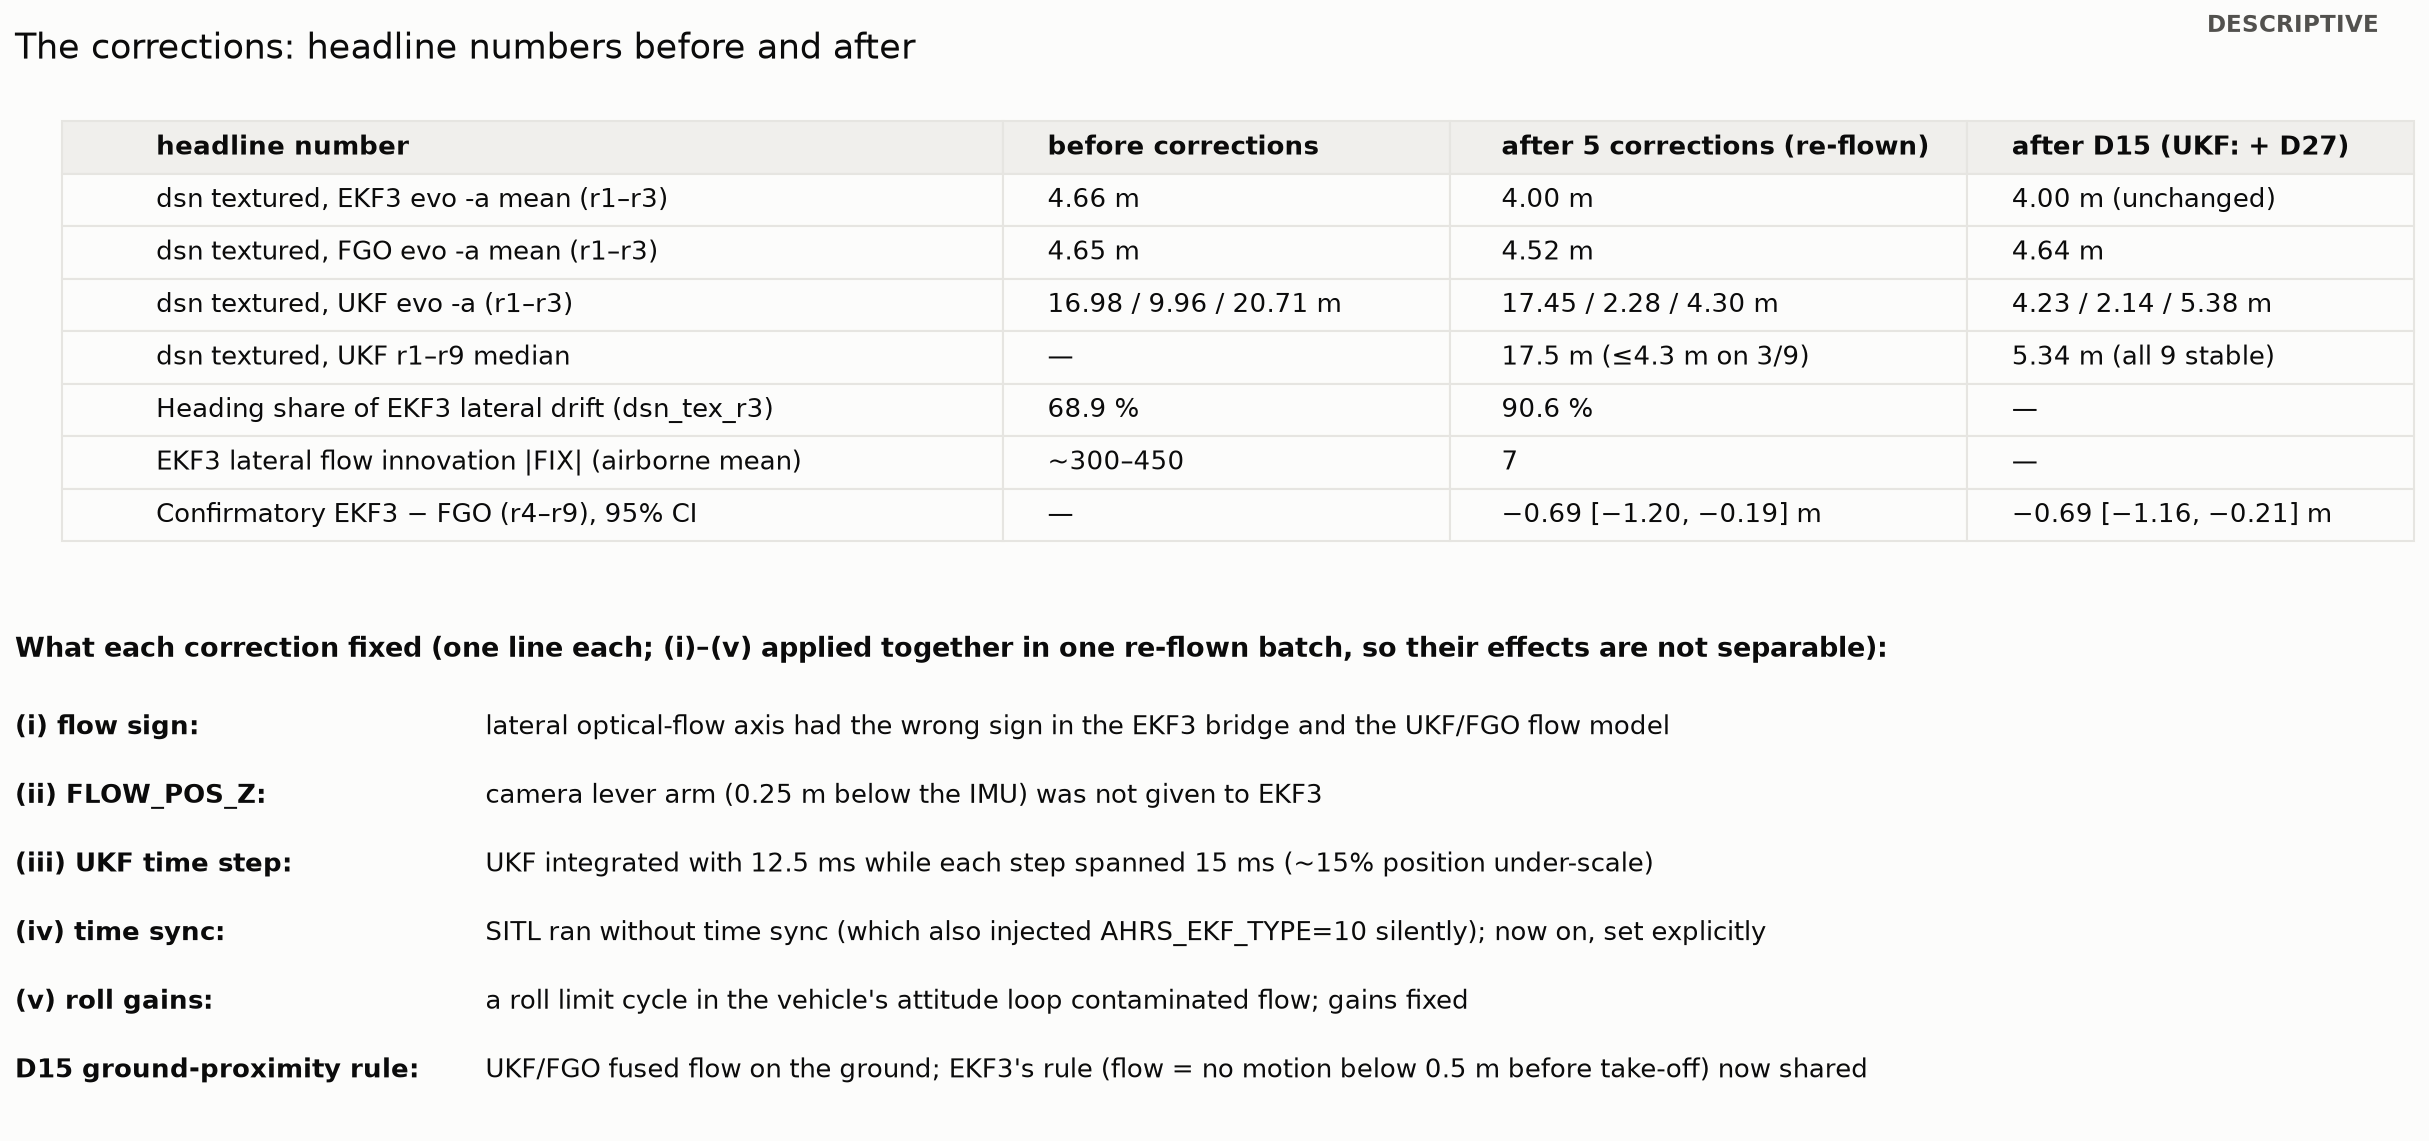 DESCRIPTIVE
The corrections: headline numbers before and after
headline number before corrections after 5 corrections (re-flown) after D15 (UKF: + D27)
dsn textured, EKF3 evo -a mean (r1–r3) 4.66 m 4.00 m 4.00 m (unchanged)
dsn textured, FGO evo -a mean (r1–r3) 4.65 m 4.52 m 4.64 m
dsn textured, UKF evo -a (r1–r3) 16.98 / 9.96 / 20.71 m 17.45 / 2.28 / 4.30 m 4.23 / 2.14 / 5.38 m
dsn textured, UKF r1–r9 median — 17.5 m (≤4.3 m on 3/9) 5.34 m (all 9 stable)
Heading share of EKF3 lateral drift (dsn_tex_r3) 68.9 % 90.6 % —
EKF3 lateral flow innovation |FIX| (airborne mean) ~300–450 7 —
Confirmatory EKF3 − FGO (r4–r9), 95% CI — −0.69 [−1.20, −0.19] m −0.69 [−1.16, −0.21] m
What each correction fixed (one line each; (i)–(v) applied together in one re-flown batch, so their effects are not separable):
(i) flow sign: lateral optical-flow axis had the wrong sign in the EKF3 bridge and the UKF/FGO flow model
(ii) FLOW_POS_Z: camera lever arm (0.25 m below the IMU) was not given to EKF3
(iii) UKF time step: UKF integrated with 12.5 ms while each step spanned 15 ms (~15% position under-scale)
(iv) time sync: SITL ran without time sync (which also injected AHRS_EKF_TYPE=10 silently); now on, set explicitly
(v) roll gains: a roll limit cycle in the vehicle's attitude loop contaminated flow; gains fixed
D15 ground-proximity rule: UKF/FGO fused flow on the ground; EKF3's rule (flow = no motion below 0.5 m before take-off) now shared